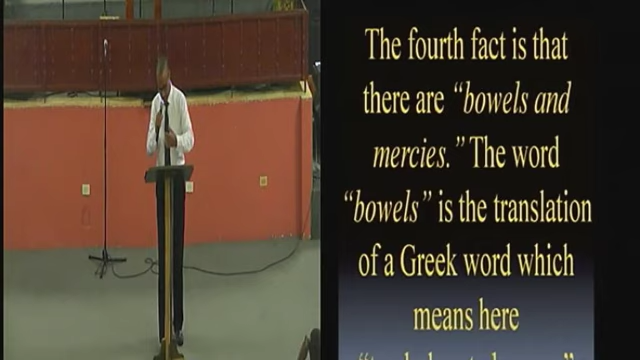 The fourth fact is that
there are “bowels and
mercies.” The word
“bowels” is the translation
of a Greek word which
means here